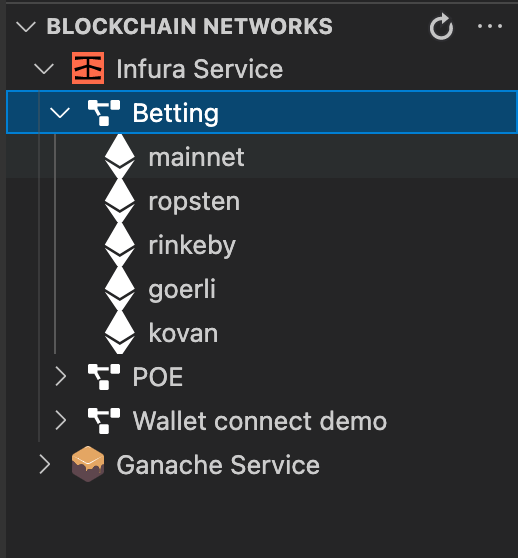 BLOCKCHAIN NETWORKS
Infura Service
Betting
mainnet
ropsten
rinkeby
goerli
kovan
POE
Wallet connect demo
Ganache Service